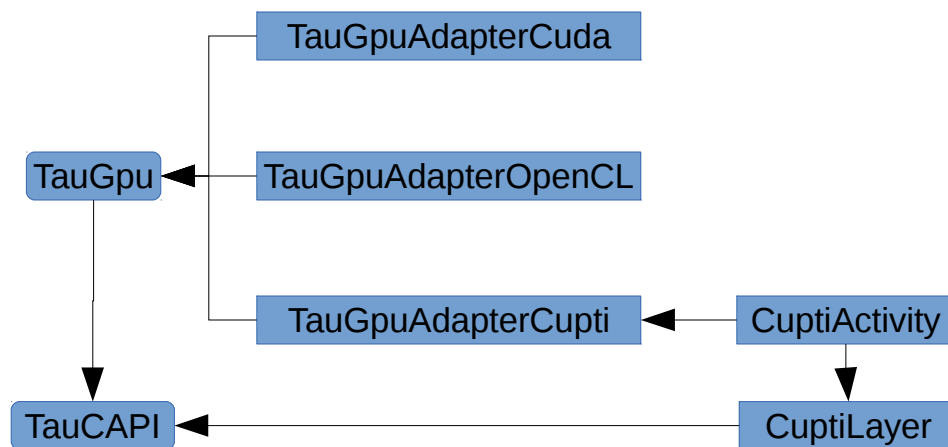 TauGpuAdapterCuda
TauGpu
TauGpuAdapterOpenCL
TauGpuAdapterCupti
CuptiActivity
TauCAPI
CuptiLayer